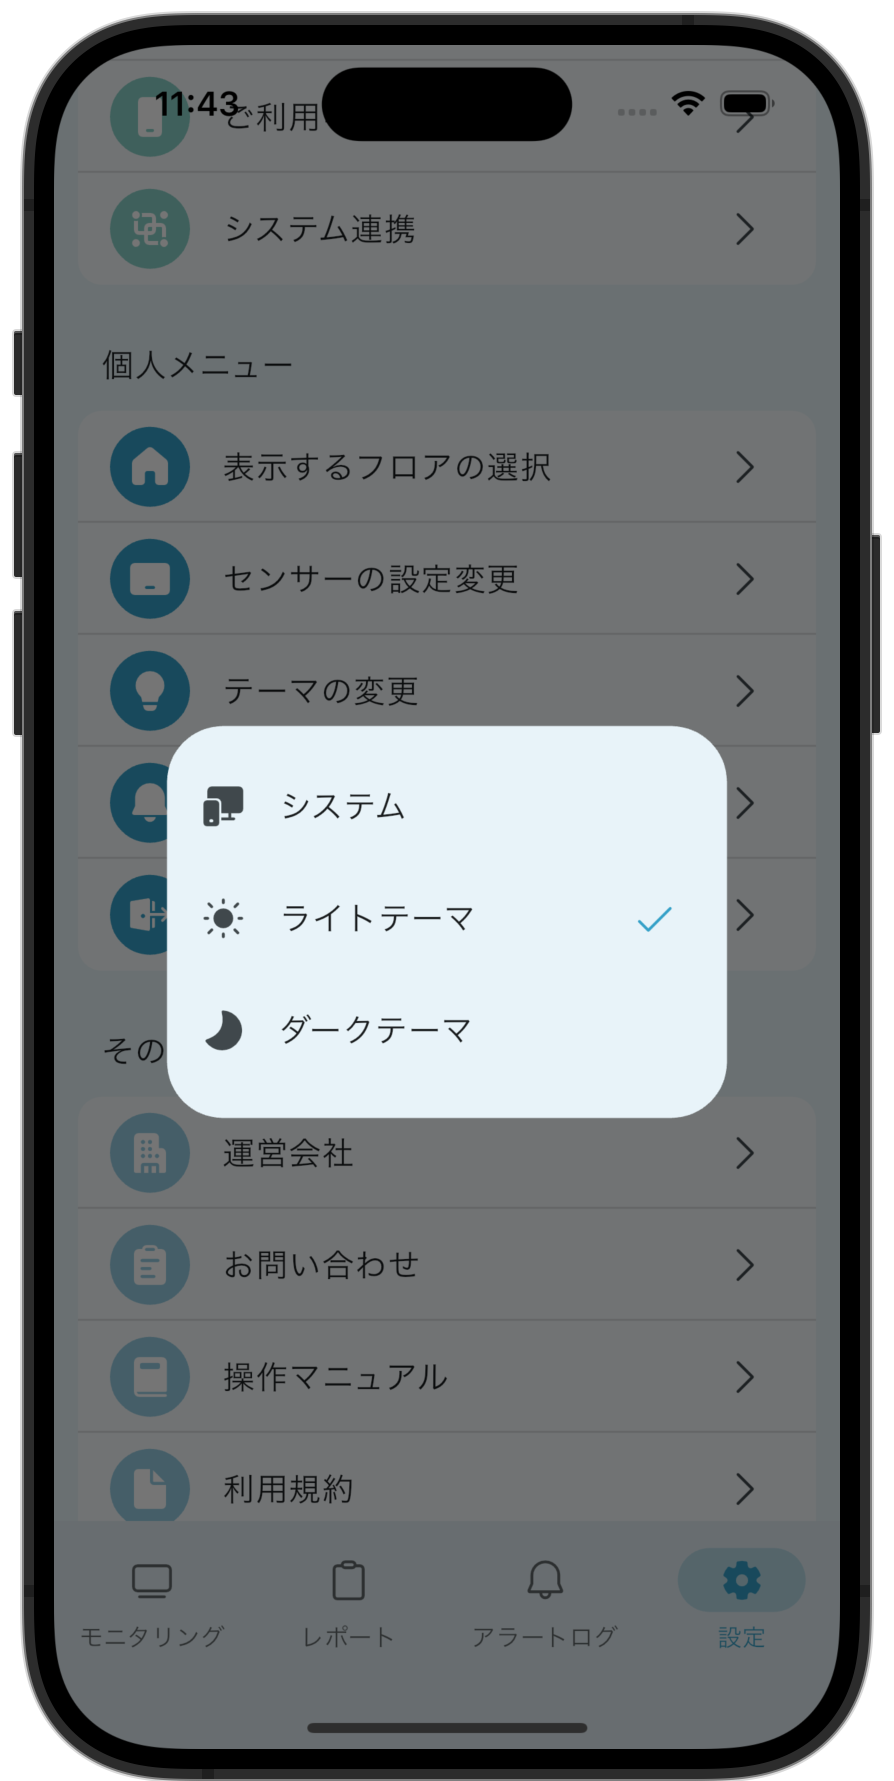 11:43
ご利用
システム連携
個人メニュー
表示するフロアの選択
センサーの設定変更
テーマの変更
システム
ライトテーマ
ダークテーマ
その
運営会社
お問い合わせ
操作マニュアル
利用規約
モニタリング
レポート
アラートログ
設定